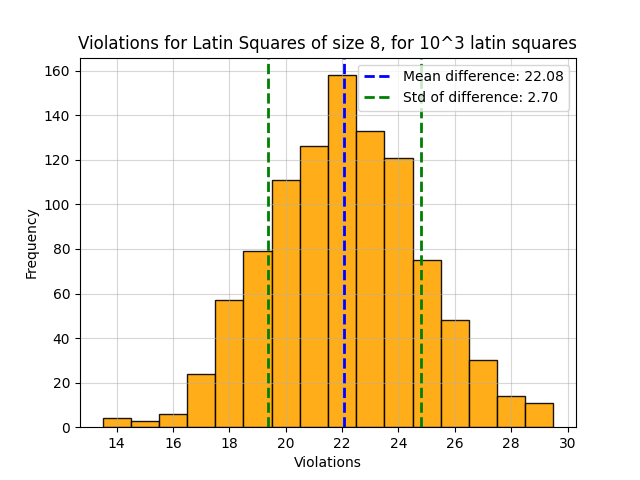 Violations for Latin Squares of size 8, for 10^3 latin squares
Mean difference: 22.08
Std of difference: 2.70
Frequency
160
140
120
100
80
60
40
20
0
14 16 18 20 22 24 26 28 30
Violations